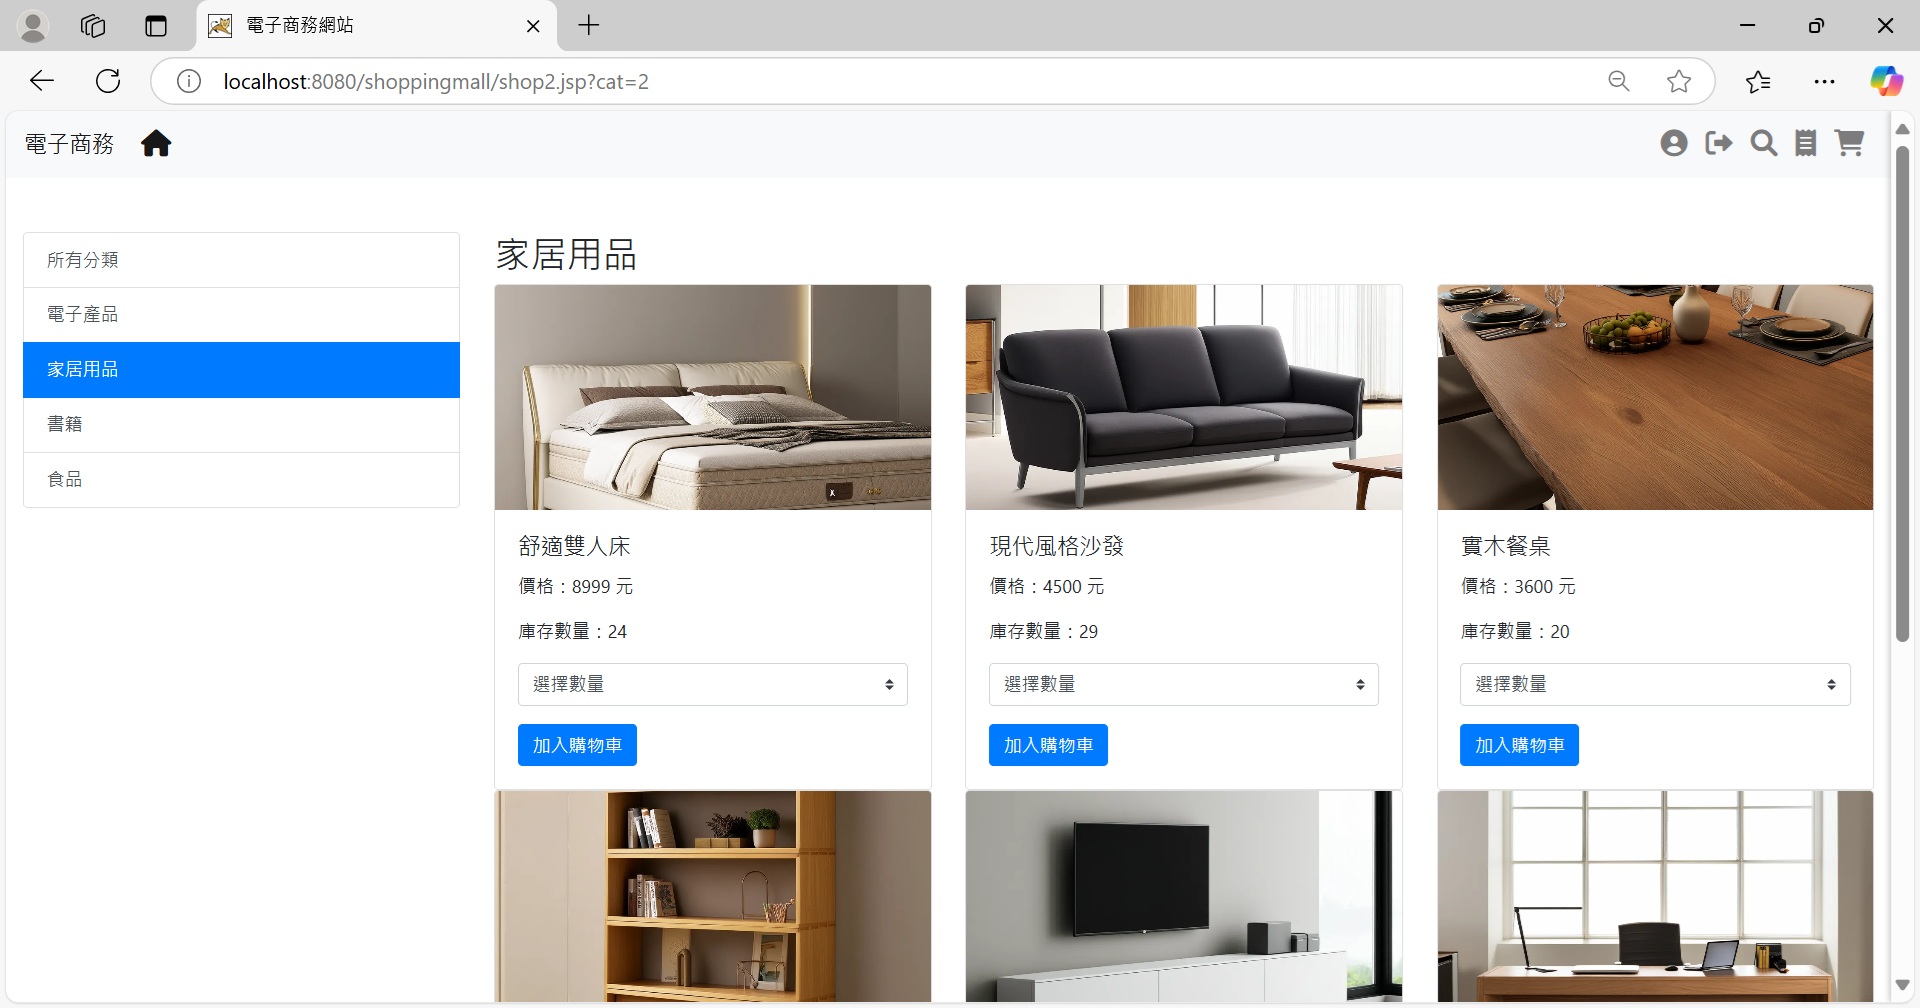 電子商務網站
localhost:8080/shoppingmall/shop2.jsp?cat=2
電子商務
所有分類
電子產品
家居用品
書籍
食品
家居用品
舒適雙人床
價格：8999 元
庫存數量：24
選擇數量
加入購物車
現代風格沙發
價格：4500 元
庫存數量：29
選擇數量
加入購物車
實木餐桌
價格：3600 元
庫存數量：20
選擇數量
加入購物車